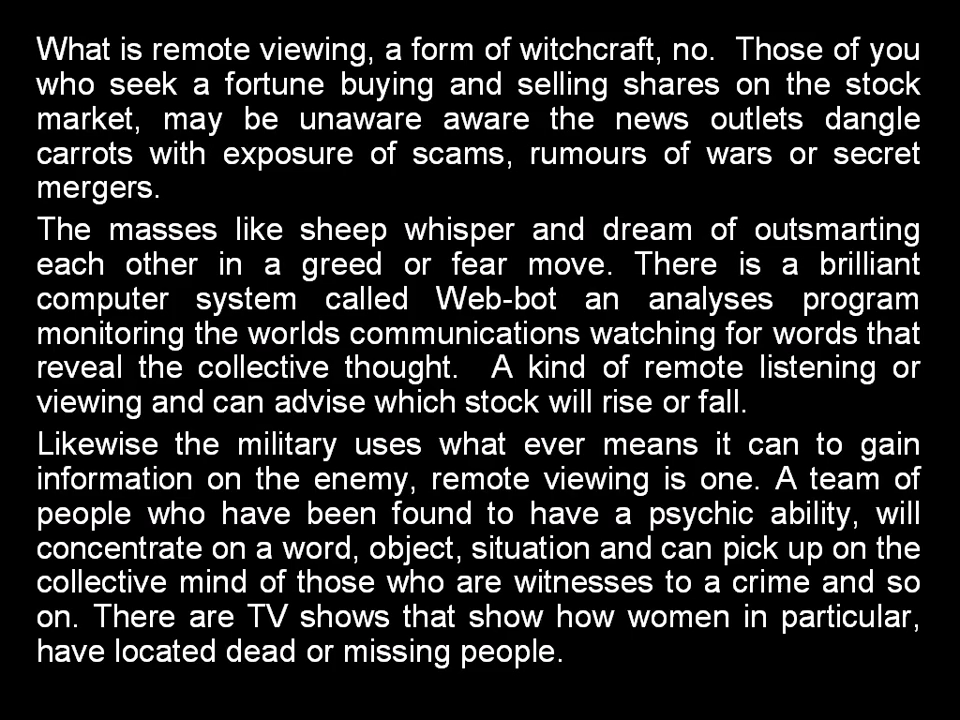 What is remote viewing, a form of witchcraft, no.  Those of you
who seek a fortune buying and selling shares on the stock
market, may be unaware aware the news outlets dangle
carrots with exposure of scams, rumours of wars or secret
mergers.
The masses like sheep whisper and dream of outsmarting
each other in a greed or fear move. There is a brilliant
computer system called Web-bot an analyses program
monitoring the worlds communications watching for words that
reveal the collective thought.  A kind of remote listening or
viewing and can advise which stock will rise or fall.
Likewise the military uses what ever means it can to gain
information on the enemy, remote viewing is one. A team of
people who have been found to have a psychic ability, will
concentrate on a word, object, situation and can pick up on the
collective mind of those who are witnesses to a crime and so
on. There are TV shows that show how women in particular,
have located dead or missing people.